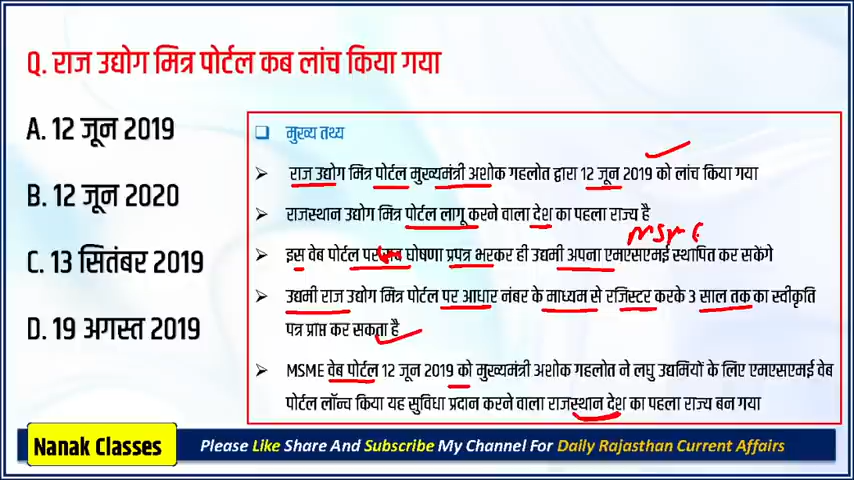 Q. राज उद्योग मित्र पोर्टल कब लांच किया गया
A. 12 जून 2019
B. 12 जून 2020
C. 13 सितंबर 2019
D. 19 अगस्त 2019
मुख्य तथ्य
राज उद्योग मित्र पोर्टल मुख्यमंत्री अशोक गहलोत द्वारा 12 जून 2019 को लांच किया गया
राजस्थान उद्योग मित्र पोर्टल लागू करने वाला देश का पहला राज्य है
MSME
इस वेब पोर्टल पर घोषणा प्रपत्र भरकर ही उद्यमी अपना एमएसएमई स्थापित कर सकेंगे
उद्यमी राज उद्योग मित्र पोर्टल पर आधार नंबर के माध्यम से रजिस्टर करके 3 साल तक का स्वीकृति
पत्र प्राप्त कर सकता है
MSME वेब पोर्टल 12 जून 2019 को मुख्यमंत्री अशोक गहलोत ने लघु उद्यमियों के लिए एमएसएमई वेब
पोर्टल लॉन्च किया यह सुविधा प्रदान करने वाला राजस्थान देश का पहला राज्य बन गया
Nanak Classes
Please Like Share And Subscribe My Channel For Daily Rajasthan Current Affairs